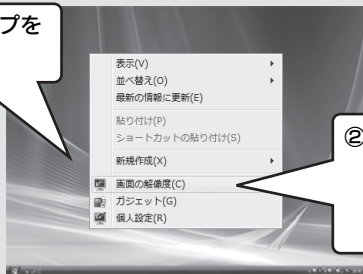 プを
表示(V)
並べ替え(O)
最新の情報に更新(E)
貼り付け(P)
ショートカットの貼り付け(S)
新規作成(X)
画面の解像度(C)
ガジェット(G)
個人設定(R)
②